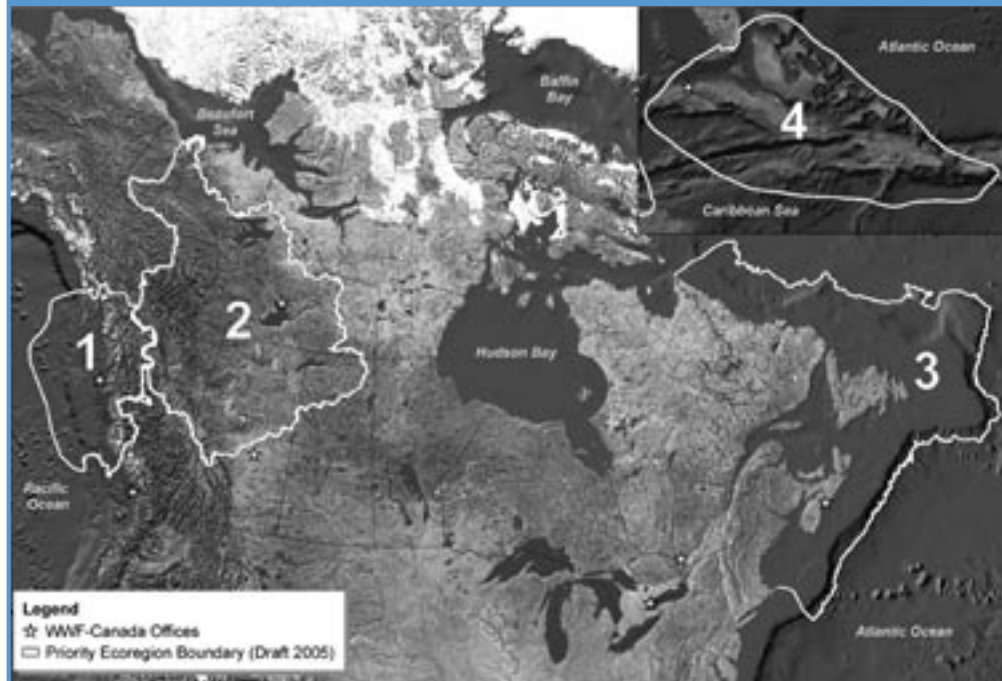 Atlantic Ocean
Baffin
Bay
Beaufort
Sea
4
Caribbean Sea
1
2
Hudson Bay
3
Pacific
Ocean
Legend
WWF-Canada Offices
Priority Ecoregion Boundary (Draft 2005)
Atlantic Ocean